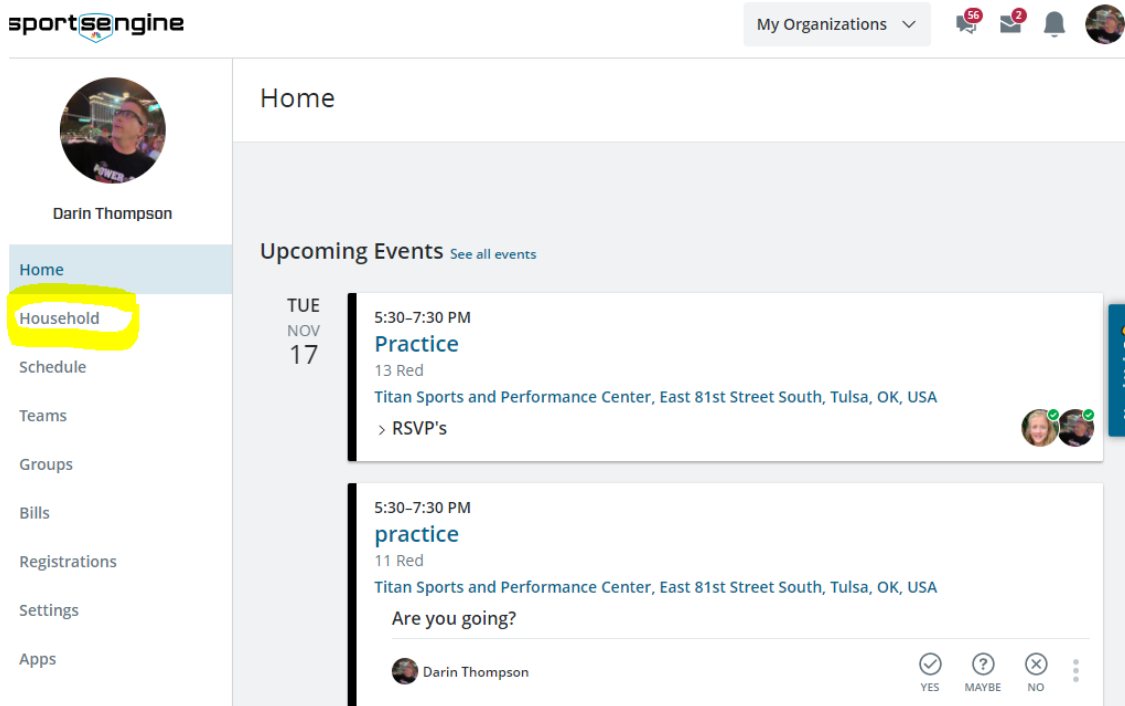 sportsengine
My Organizations
56
2
Darin Thompson
Home
Household
Schedule
Teams
Groups
Bills
Registrations
Settings
Apps
Home
Upcoming Events See all events
TUE
NOV
17
5:30–7:30 PM
Practice
13 Red
Titan Sports and Performance Center, East 81st Street South, Tulsa, OK, USA
> RSVP's
5:30–7:30 PM
practice
11 Red
Titan Sports and Performance Center, East 81st Street South, Tulsa, OK, USA
Are you going?
Darin Thompson
YES
MAYBE
NO